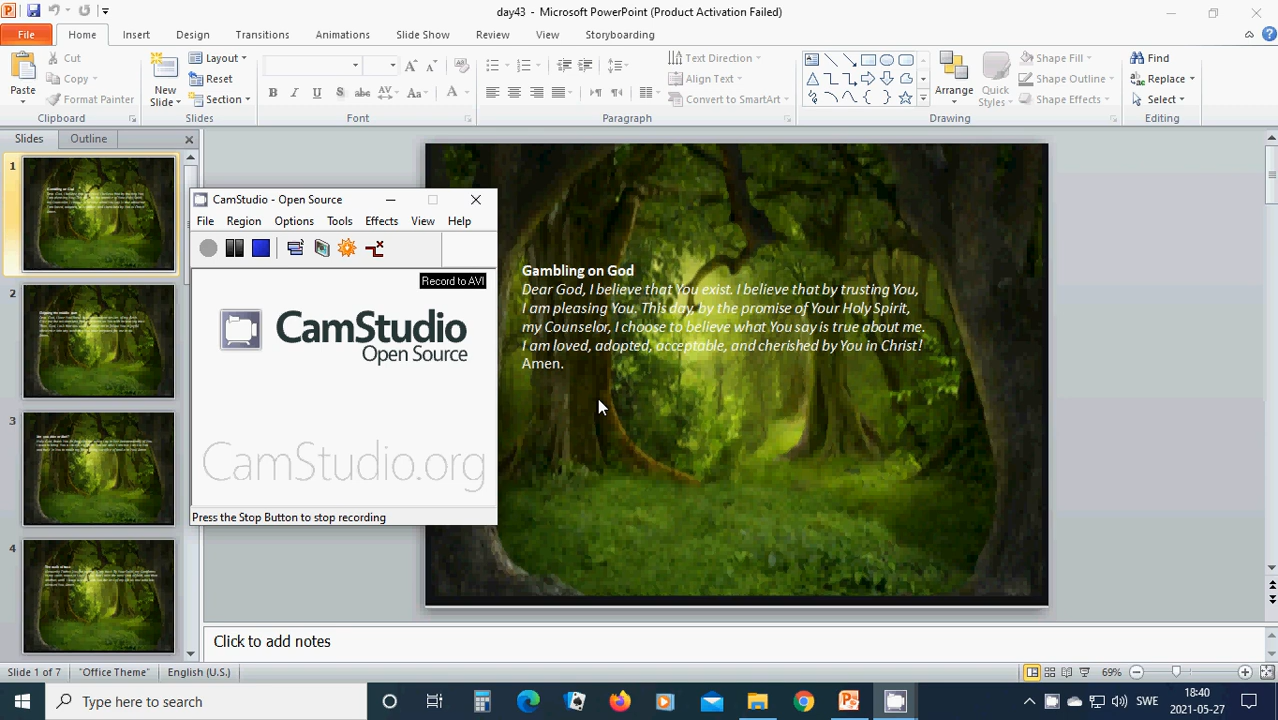 day43 - Microsoft PowerPoint (Product Activation Failed)
File Home Insert Design Transitions Animations Slide Show Review View Storyboarding
Paste
Cut
Copy
Format Painter
Clipboard
New Slide
Layout
Reset
Section
Slides
B I U S abc AV Aa A
Font
Text Direction
Align Text
Convert to SmartArt
Paragraph
Arrange
Quick Styles
Shape Fill
Shape Outline
Shape Effects
Drawing
Find
Replace
Select
Editing
Slides Outline
1
2
3
4
CamStudio - Open Source
File Region Options Tools Effects View Help
Record to AVI
CamStudio
Open Source
CamStudio.org
Press the Stop Button to stop recording
Gambling on God
Dear God, I believe that You exist. I believe that by trusting You,
I am pleasing You. This day, by the promise of Your Holy Spirit,
my Counselor, I choose to believe what You say is true about me.
I am loved, adopted, acceptable, and cherished by You in Christ!
Amen.
Click to add notes
Slide 1 of 7 "Office Theme" English (U.S.) 69%
Type here to search
SWE
18:40
2021-05-27